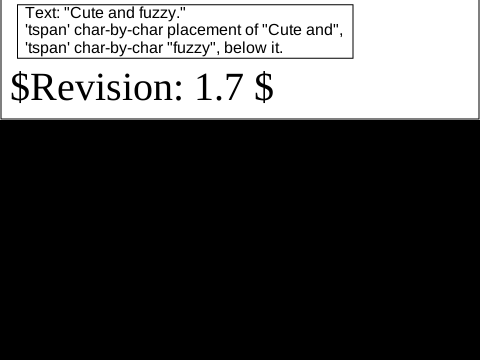 Text: "Cute and fuzzy."
'tspan' char-by-char placement of "Cute and",
'tspan' char-by-char "fuzzy", below it.
$Revision: 1.7 $